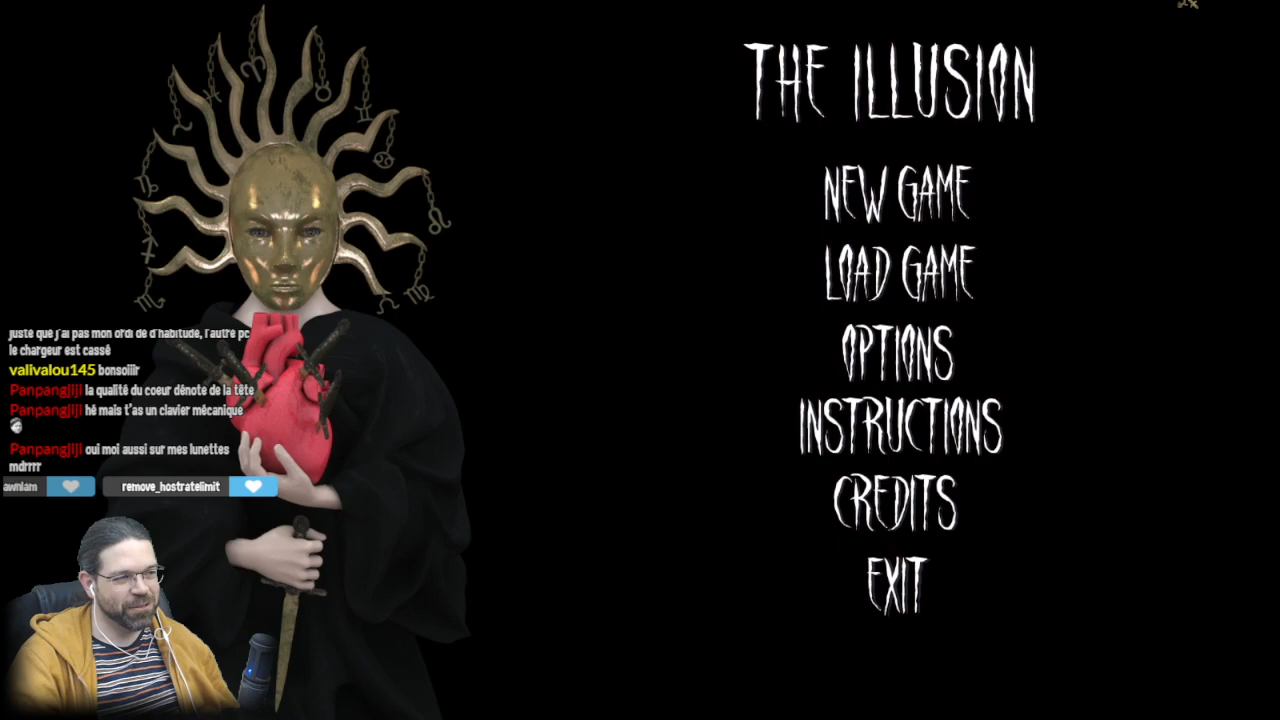 THE ILLUSION
NEW GAME
LOAD GAME
OPTIONS
INSTRUCTIONS
CREDITS
EXIT
juste que j'ai pas mon ordi de d'habitude, l'autre pc
le chargeur est cassé
valivalou145 bonsoiiir
Panpangjiji la qualité du coeur dénote de la tête
Panpangjiji hé mais t'as un clavier mécanique
Panpangjiji oui moi aussi sur mes lunettes
mdrrrr
awhlam
remove_hostratelimit